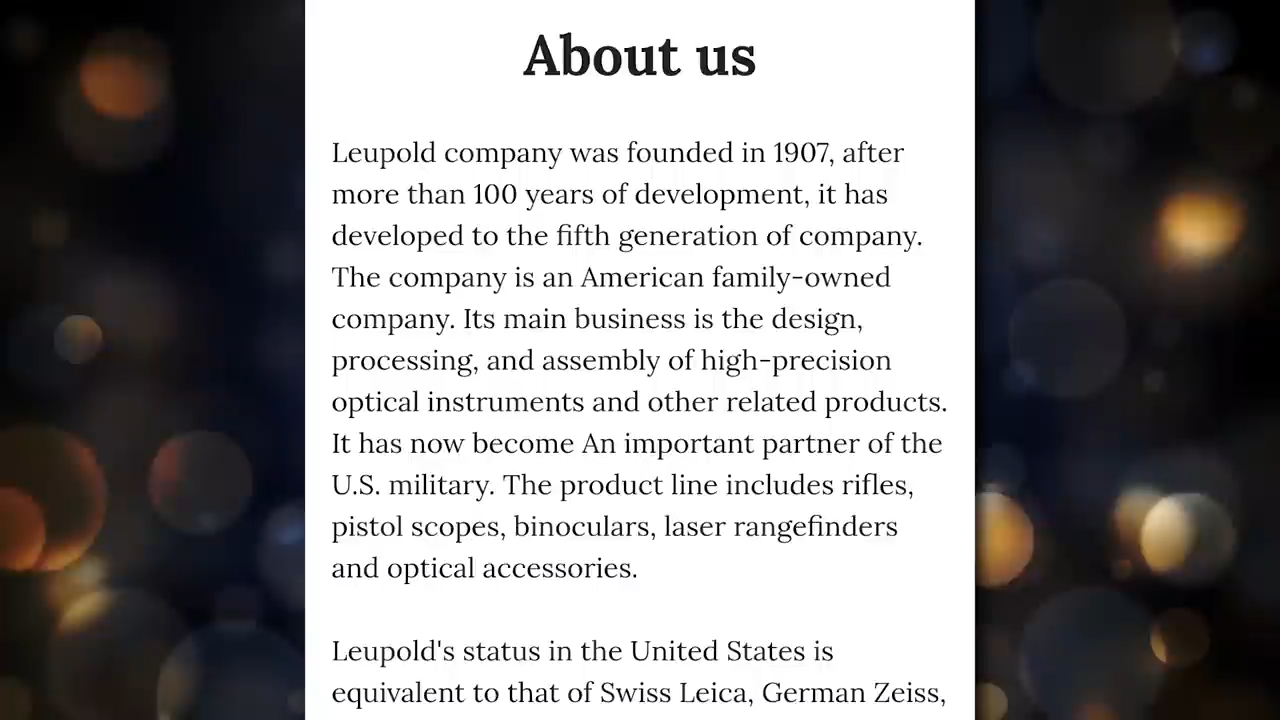 About us
Leupold company was founded in 1907, after
more than 100 years of development, it has
developed to the fifth generation of company.
The company is an American family-owned
company. Its main business is the design,
processing, and assembly of high-precision
optical instruments and other related products.
It has now become An important partner of the
U.S. military. The product line includes rifles,
pistol scopes, binoculars, laser rangefinders
and optical accessories.
Leupold's status in the United States is
equivalent to that of Swiss Leica, German Zeiss,